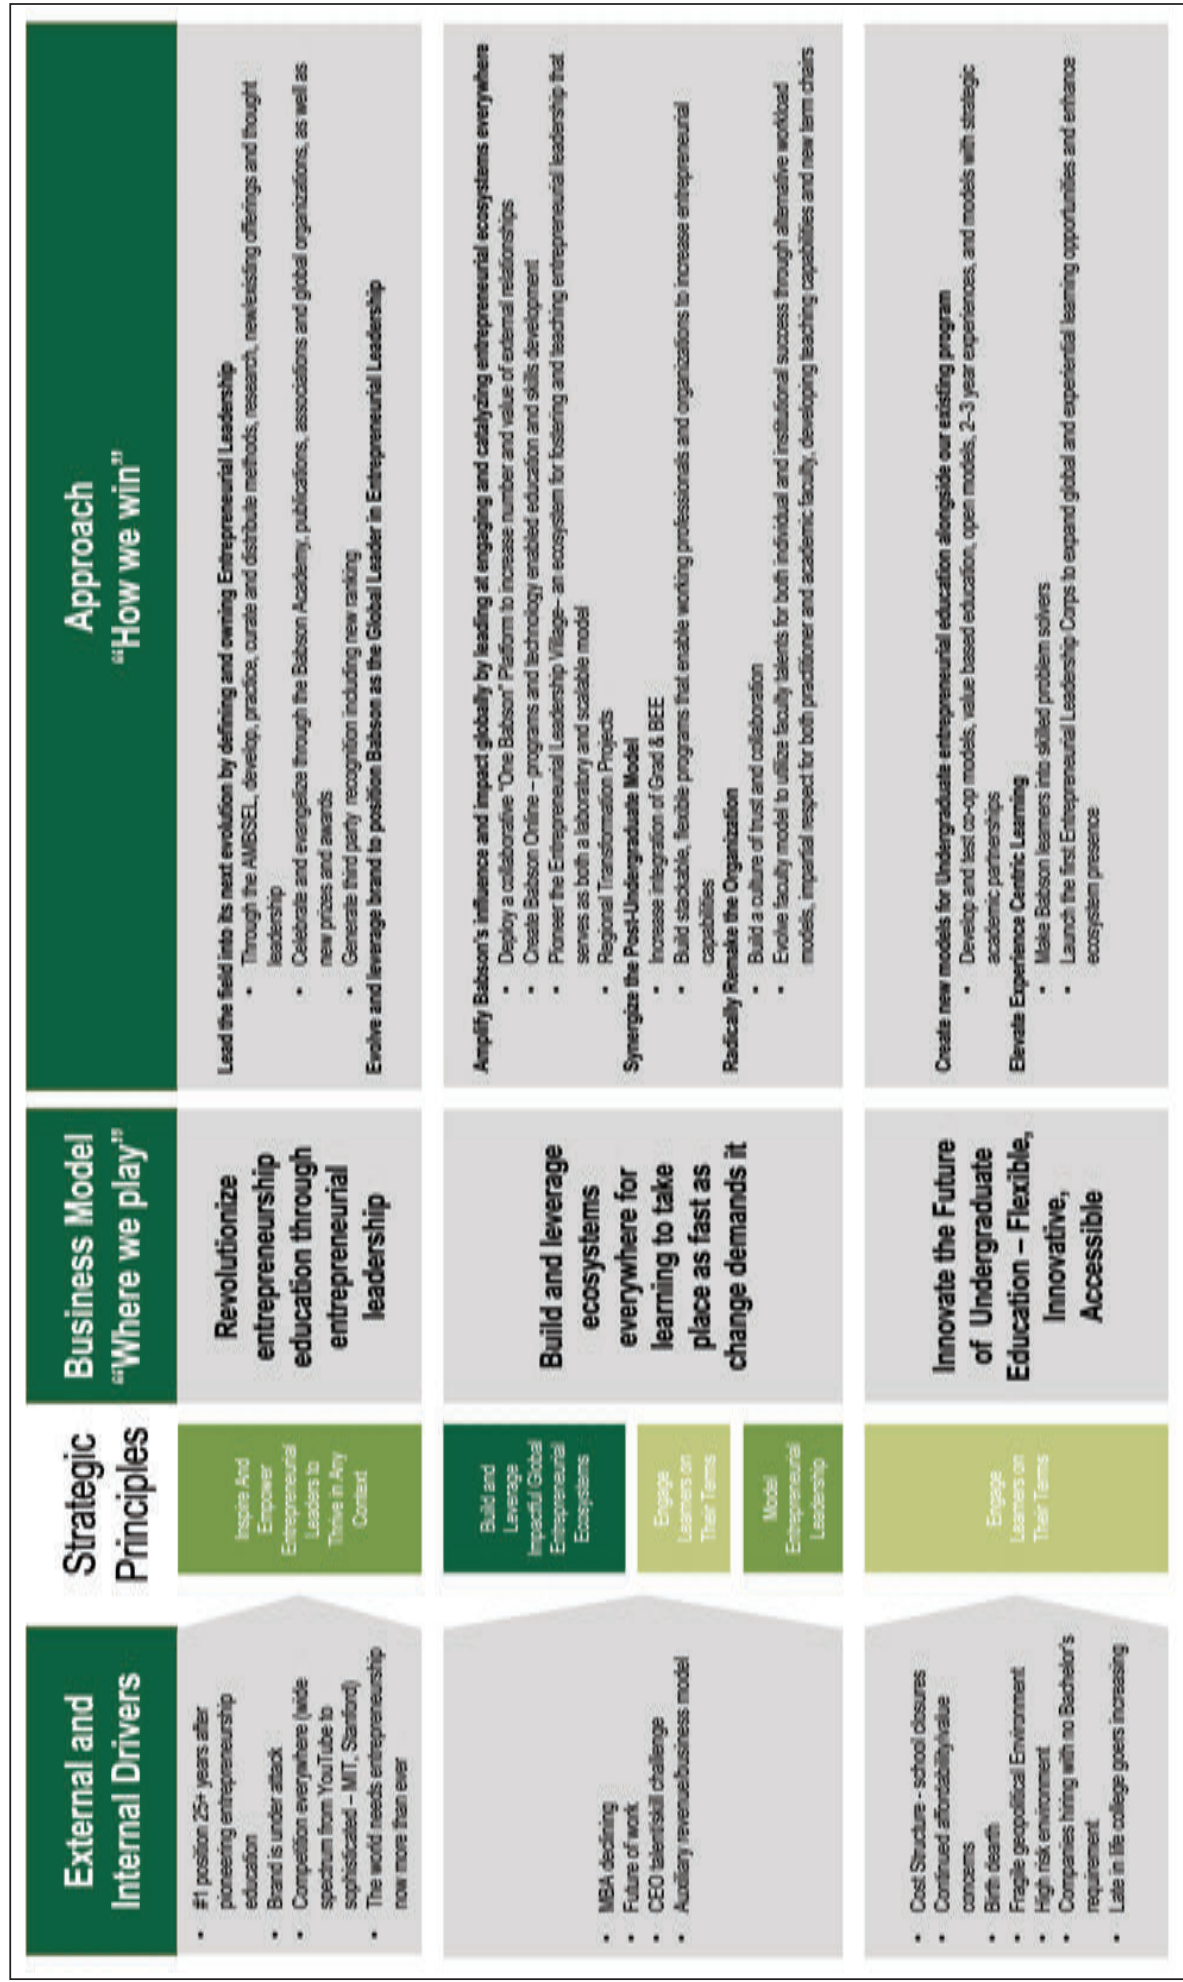 External and
Internal Drivers
Strategic
Principles
Business Model
“Where we play”
Approach
“How we win”
• #1 position 25+ years after
pioneering entrepreneurship
education
• Brand is under attack
• Competition everywhere (wide
spectrum from YouTube to
sophisticated – MIT, Stanford)
• The world needs entrepreneurship
now more than ever
Inspire And
Empower
Entrepreneurial
Leaders to
Thrive in Any
Context
Revolutionize
entrepreneurship
education through
entrepreneurial
leadership
Lead the field into its next evolution by defining and owning Entrepreneurial Leadership
• Through the AMBSEL, develop, practice, curate and distribute methods, research, new/existing offerings and thought
leadership
• Celebrate and evangelize through the Babson Academy, publications, associations and global organizations, as well as
new prizes and awards
• Generate third party recognition including new ranking
Evolve and leverage brand to position Babson as the Global Leader in Entrepreneurial Leadership
• MBA declining
• Future of work
• CEO talent/skill challenge
• Auxiliary revenue/business model
Build and
Leverage
Impactful Global
Entrepreneurial
Ecosystems
Engage
Learners on
Their Terms
Model
Entrepreneurial
Leadership
Build and leverage
ecosystems
everywhere for
learning to take
place as fast as
change demands it
Amplify Babson's influence and impact globally by leading at engaging and catalyzing entrepreneurial ecosystems everywhere
• Deploy a collaborative “One Babson” Platform to increase number and value of external relationships
• Create Babson Online – programs and technology enabled education and skills development
• Pioneer the Entrepreneurial Leadership Village– an ecosystem for fostering and teaching entrepreneurial leadership that
serves as both a laboratory and scalable model
• Regional Transformation Projects
Synergize the Post-Undergraduate Model
• Increase integration of Grad & BEE
• Build stackable, flexible programs that enable working professionals and organizations to increase entrepreneurial
capabilities
Radically Remake the Organization
• Build a culture of trust and collaboration
• Evolve faculty model to utilize faculty talents for both individual and institutional success through alternative workload
models, impartial respect for both practitioner and academic faculty, developing teaching capabilities and new term chairs
• Cost Structure - school closures
• Continued affordability/value
concerns
• Birth dearth
• Fragile geopolitical Environment
• High risk environment
• Companies hiring with no Bachelor's
requirement
• Late in life college goers increasing
Engage
Learners on
Their Terms
Innovate the Future
of Undergraduate
Education – Flexible,
Innovative,
Accessible
Create new models for Undergraduate entrepreneurial education alongside our existing program
• Develop and test co-op models, value based education, open models, 2–3 year experiences, and models with strategic
academic partnerships
Elevate Experience Centric Learning
• Make Babson learners into skilled problem solvers
• Launch the first Entrepreneurial Leadership Corps to expand global and experiential learning opportunities and enhance
ecosystem presence